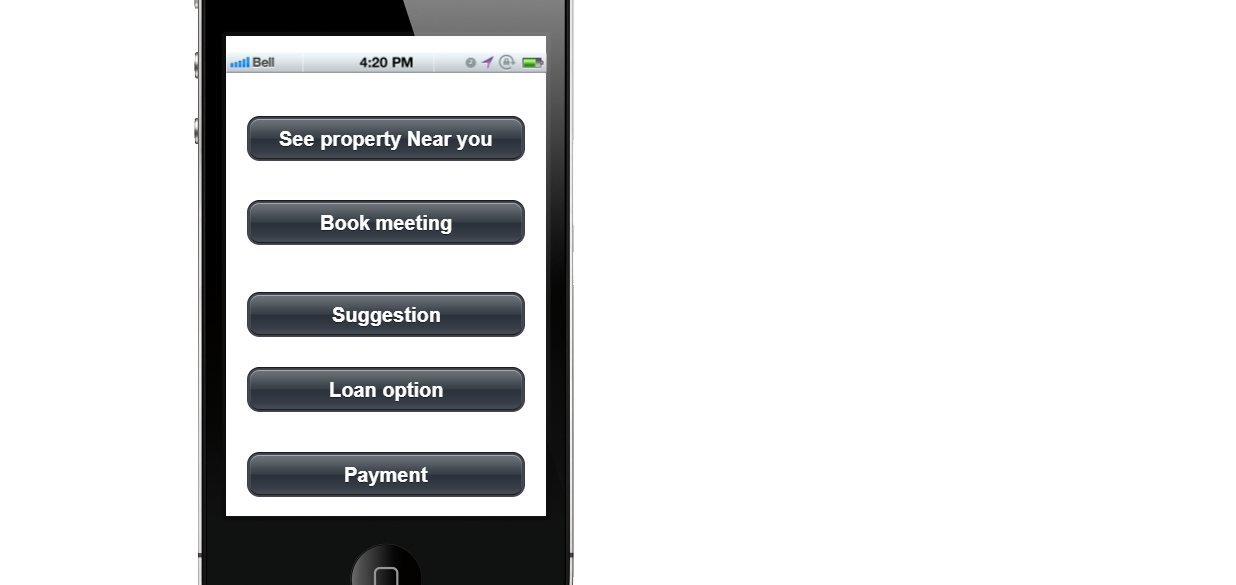 Bell 4:20 PM
See property Near you
Book meeting
Suggestion
Loan option
Payment